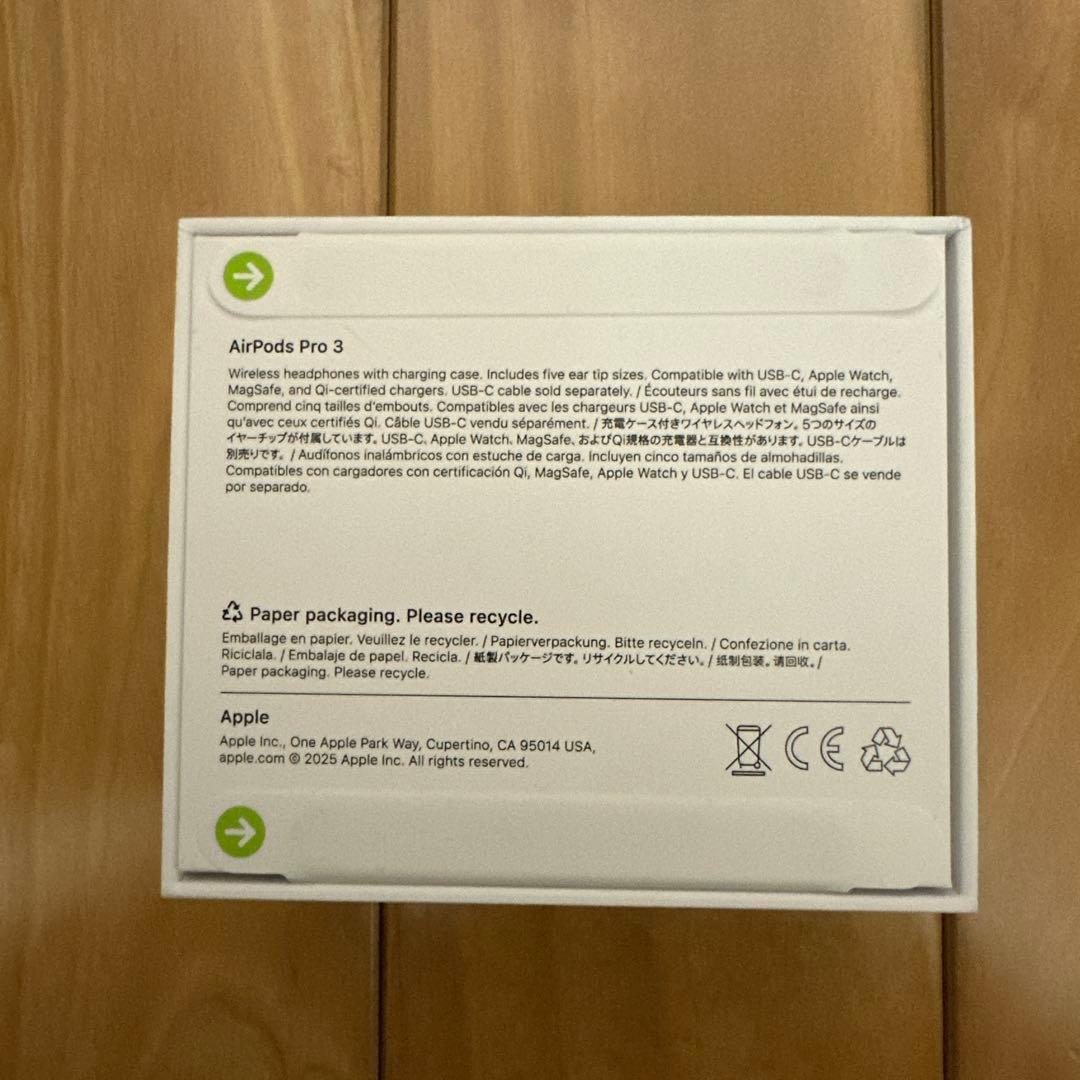 AirPods Pro 3
Wireless headphones with charging case. Includes five ear tip sizes. Compatible with USB-C, Apple Watch,
MagSafe, and Qi-certified chargers. USB-C cable sold separately. / Écouteurs sans fil avec étui de recharge.
Comprend cinq tailles d'embouts. Compatibles avec les chargeurs USB-C, Apple Watch et MagSafe ainsi
qu'avec ceux certifiés Qi. Câble USB-C vendu séparément. / 充電ケース付きワイヤレスヘッドフォン。5つのサイズの
イヤーチップが付属しています。USB-C、Apple Watch、MagSafe、およびQi規格の充電器と互換性があります。USB-Cケーブルは
別売りです。 / Audífonos inalámbricos con estuche de carga. Incluyen cinco tamaños de almohadillas.
Compatibles con cargadores con certificación Qi, MagSafe, Apple Watch y USB-C. El cable USB-C se vende
por separado.
Paper packaging. Please recycle.
Emballage en papier. Veuillez le recycler. / Papierverpackung. Bitte recyceln. / Confezione in carta.
Riciclala. / Embalaje de papel. Recicla. / 紙製パッケージです。リサイクルしてください。 / 纸制包装。请回收。 /
Paper packaging. Please recycle.
Apple
Apple Inc., One Apple Park Way, Cupertino, CA 95014 USA,
apple.com © 2025 Apple Inc. All rights reserved.
CE